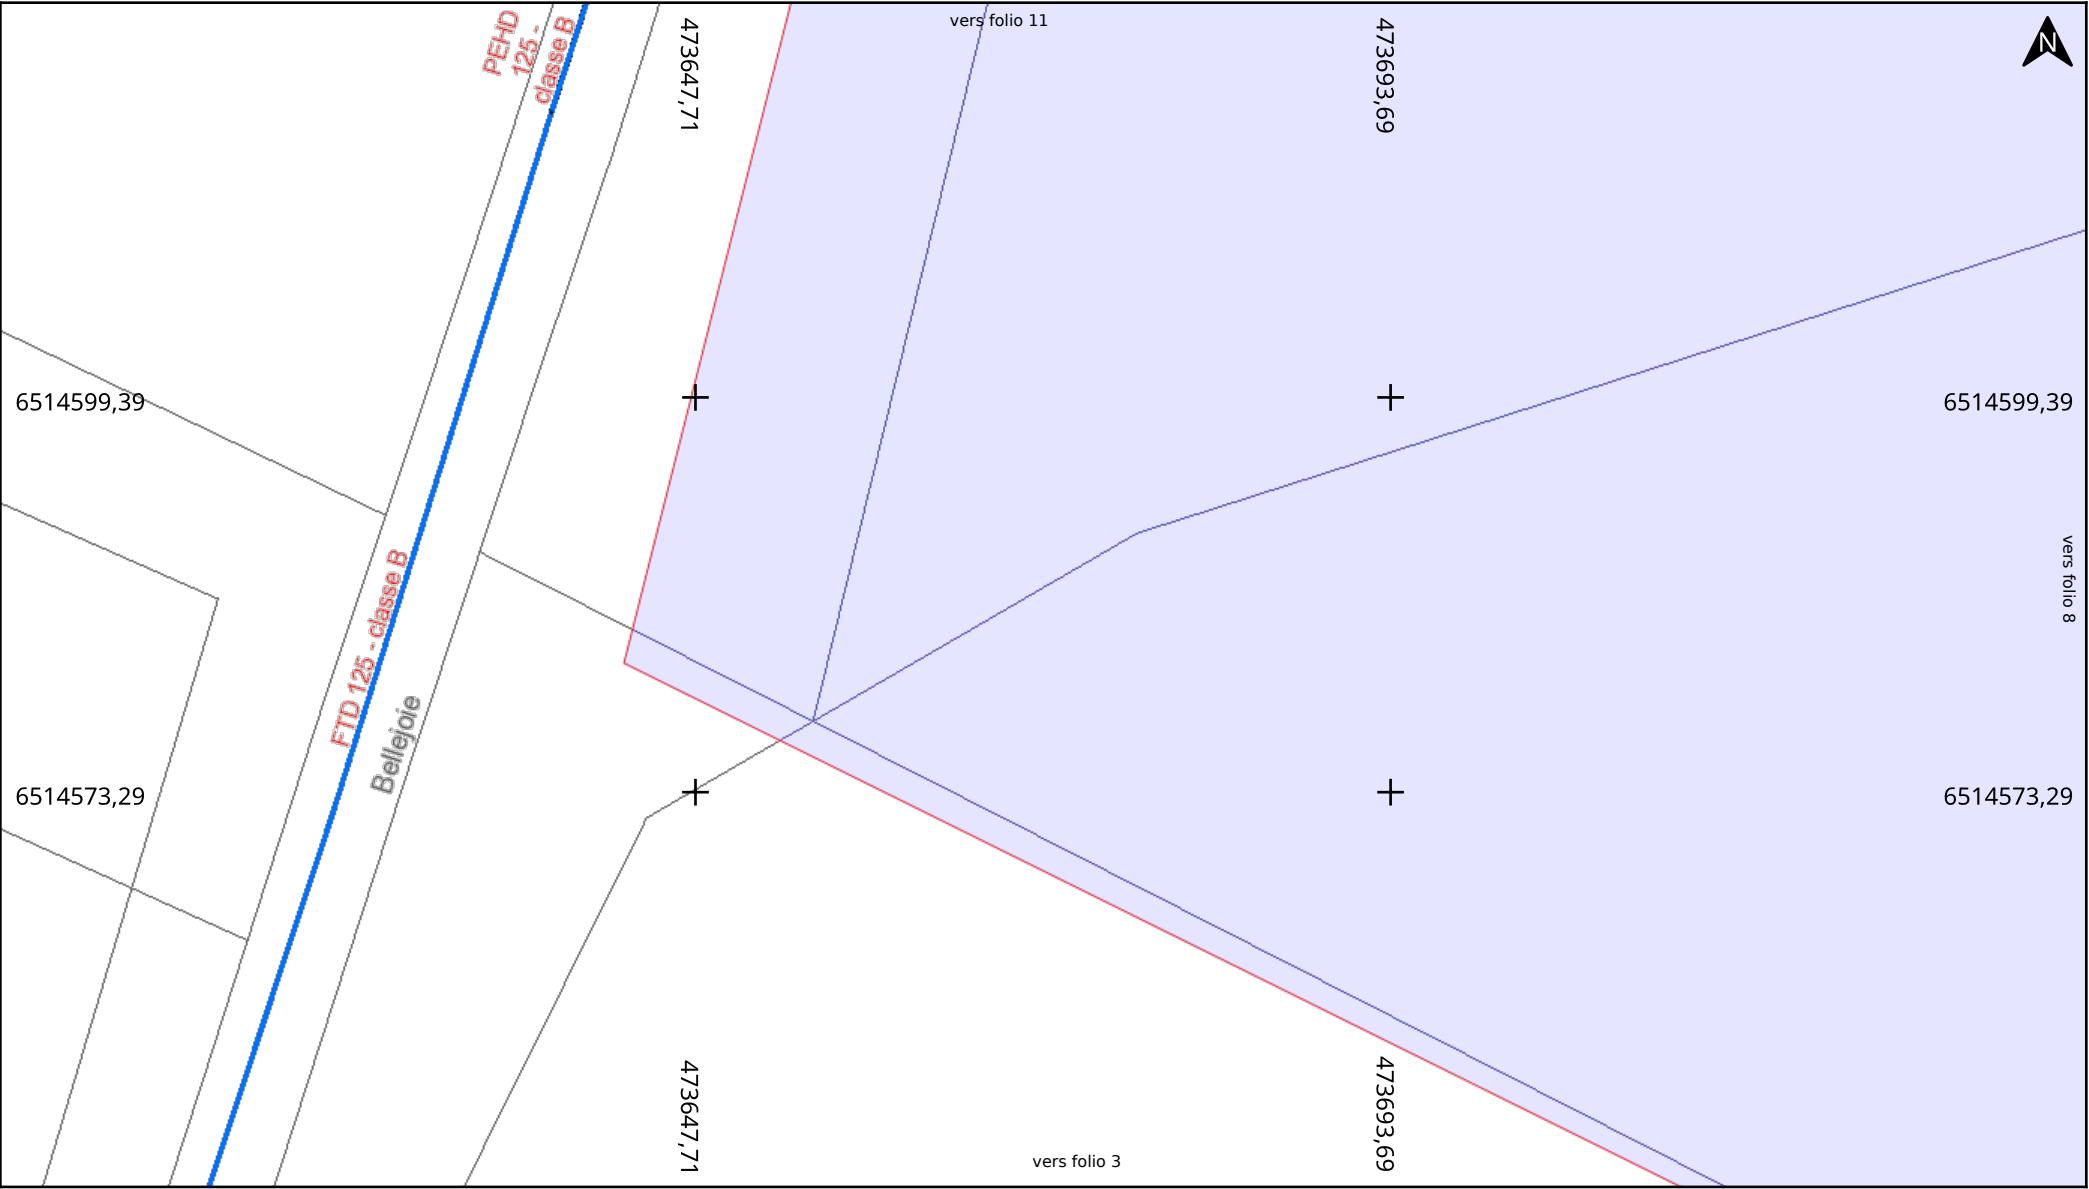 vers folio 11
N
PEHD
125 -
classe B
473647,71
473693,69
6514599,39
6514599,39
vers folio 8
FTD 125 - classe B
Bellejoie
6514573,29
6514573,29
473647,71
473693,69
vers folio 3